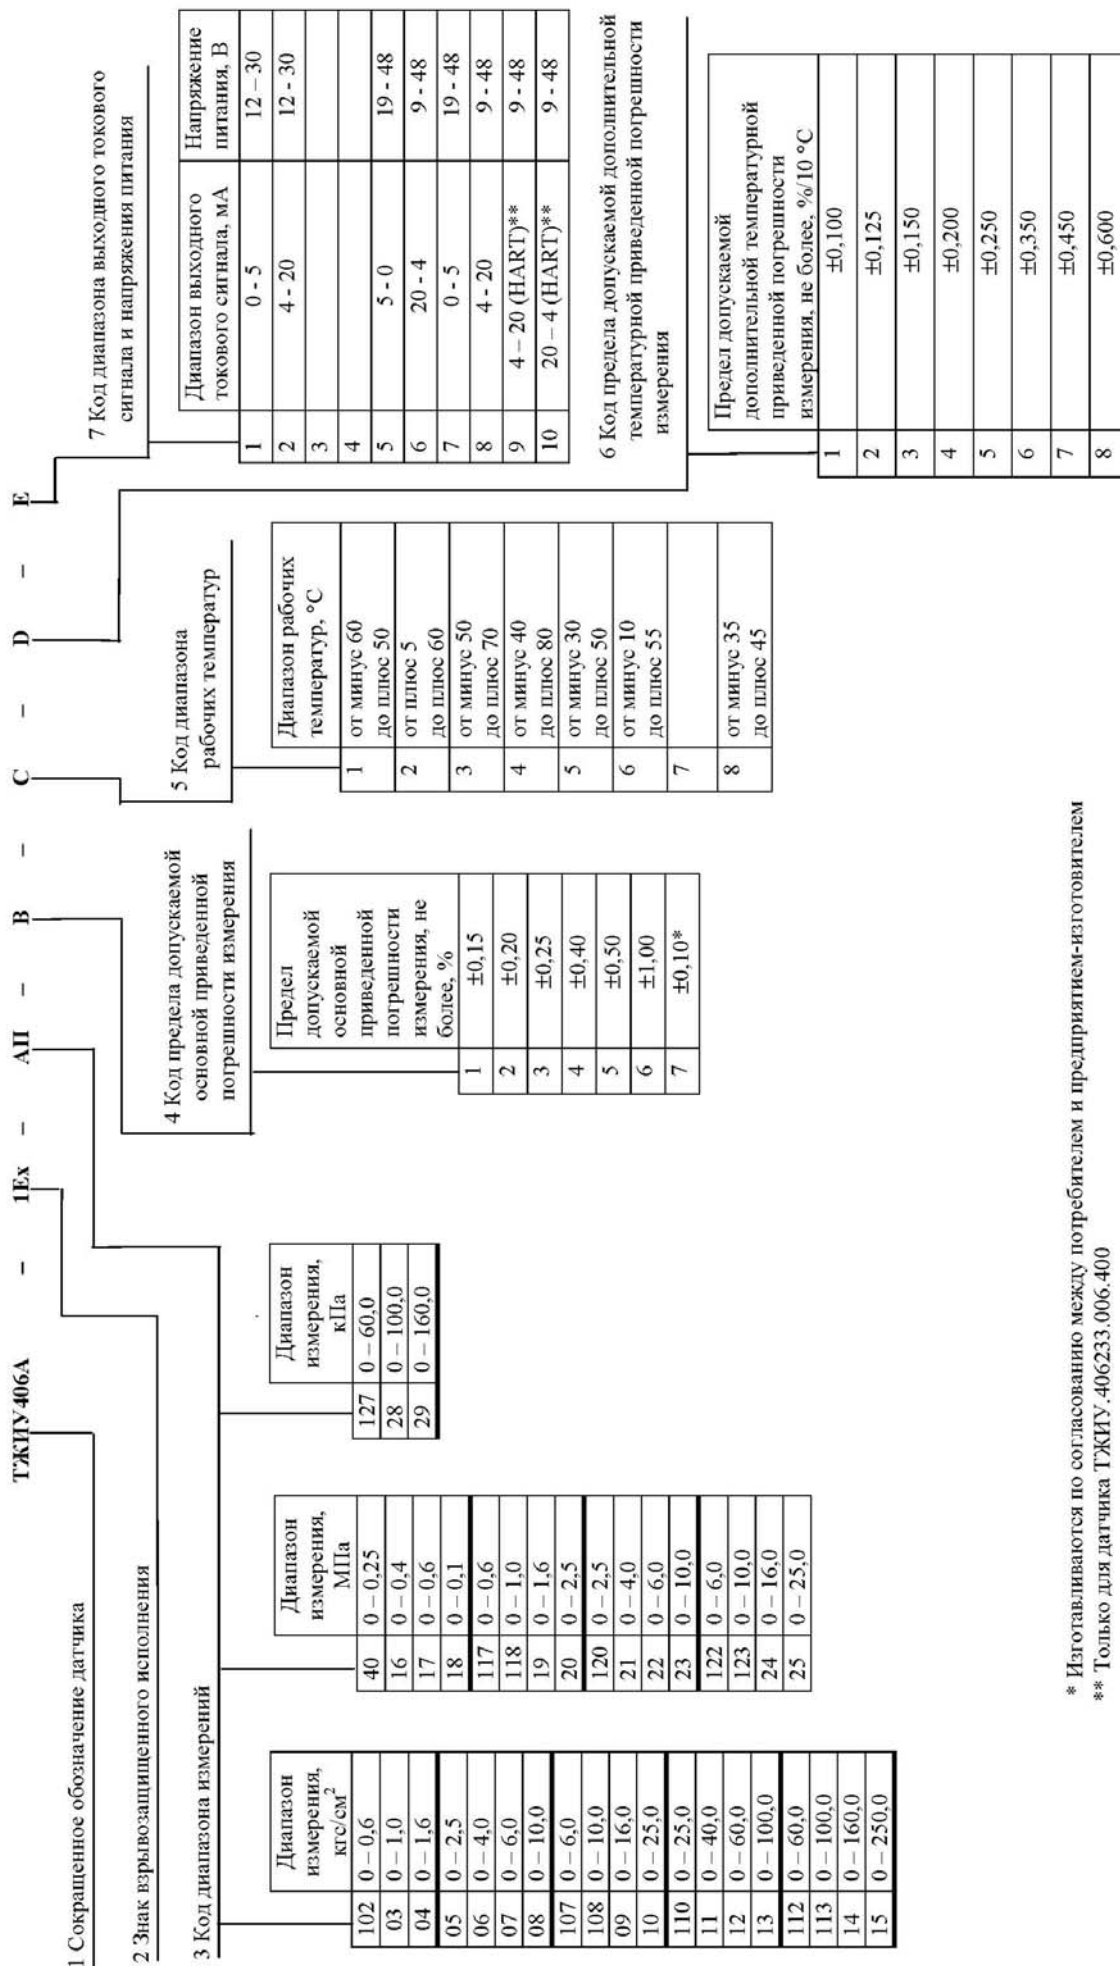 ТЖИУ406А – 1Ex – АП – В – С – D – Е
1 Сокращенное обозначение датчика
2 Знак взрывозащищенного исполнения
3 Код диапазона измерений
Диапазон
измерения,
кгс/см²
102 0 – 0,6
03 0 – 1,0
04 0 – 1,6
05 0 – 2,5
06 0 – 4,0
07 0 – 6,0
08 0 – 10,0
107 0 – 6,0
108 0 – 10,0
09 0 – 16,0
10 0 – 25,0
110 0 – 25,0
11 0 – 40,0
12 0 – 60,0
13 0 – 100,0
112 0 – 60,0
113 0 – 100,0
14 0 – 160,0
15 0 – 250,0
Диапазон
измерения,
МПа
40 0 – 0,25
16 0 – 0,4
17 0 – 0,6
18 0 – 0,1
117 0 – 0,6
118 0 – 1,0
19 0 – 1,6
20 0 – 2,5
120 0 – 2,5
21 0 – 4,0
22 0 – 6,0
23 0 – 10,0
122 0 – 6,0
123 0 – 10,0
24 0 – 16,0
25 0 – 25,0
Диапазон
измерения,
кПа
127 0 – 60,0
28 0 – 100,0
29 0 – 160,0
4 Код предела допускаемой
основной приведенной
погрешности измерения
Предел
допускаемой
основной
приведенной
погрешности
измерения, не
более, %
1 ±0,15
2 ±0,20
3 ±0,25
4 ±0,40
5 ±0,50
6 ±1,00
7 ±0,10*
5 Код диапазона
рабочих температур
Диапазон рабочих
температур, °С
1 от минус 60
до плюс 50
2 от плюс 5
до плюс 60
3 от минус 50
до плюс 70
4 от минус 40
до плюс 80
5 от минус 30
до плюс 50
6 от минус 10
до плюс 55
7
8 от минус 35
до плюс 45
7 Код диапазона выходного токового
сигнала и напряжения питания
Диапазон выходного Напряжение
токового сигнала, мА питания, В
1 0 - 5 12 – 30
2 4 - 20 12 - 30
3
4
5 5 - 0 19 - 48
6 20 - 4 9 - 48
7 0 - 5 19 - 48
8 4 - 20 9 - 48
9 4 – 20 (HART)** 9 - 48
10 20 – 4 (HART)** 9 - 48
6 Код предела допускаемой дополнительной
температурной приведенной погрешности
измерения
Предел допускаемой
дополнительной температурной
приведенной погрешности
измерения, не более, %/10 °С
1 ±0,100
2 ±0,125
3 ±0,150
4 ±0,200
5 ±0,250
6 ±0,350
7 ±0,450
8 ±0,600
* Изготавливаются по согласованию между потребителем и предприятием-изготовителем
** Только для датчика ТЖИУ.406233.006.400